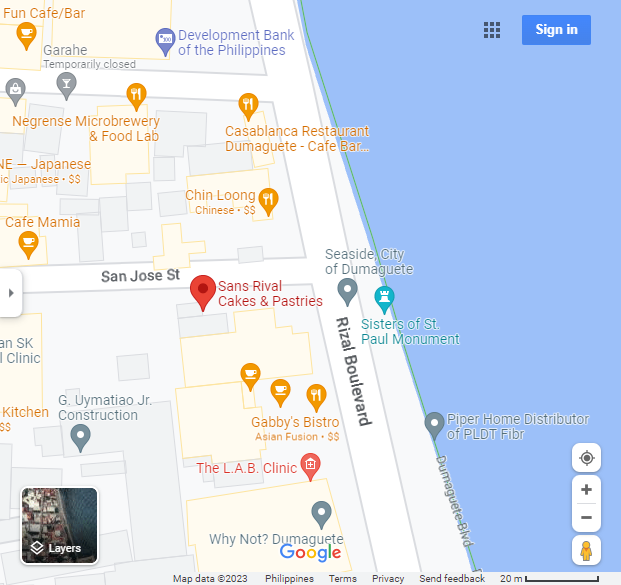 Fun Cafe/Bar
Sign in
Development Bank
of the Philippines
Garahe
Temporarily closed
Negrense Microbrewery
& Food Lab
Casablanca Restaurant
Dumaguete - Cafe Bar...
NE — Japanese
ic Japanese • $$
Chin Loong
Chinese • $$
Cafe Mamia
Seaside, City
of Dumaguete
San Jose St
Sans Rival
Cakes & Pastries
Sisters of St.
Paul Monument
Rizal Boulevard
an SK
l Clinic
G. Uymatiao Jr.
Construction
Kitchen
$$
Gabby's Bistro
Asian Fusion • $$
Piper Home Distributor
of PLDT Fibr
The L.A.B. Clinic
Dumaguete Blvd
Why Not? Dumaguete
Google
Layers
Map data ©2023 Philippines Terms Privacy Send feedback 20 m